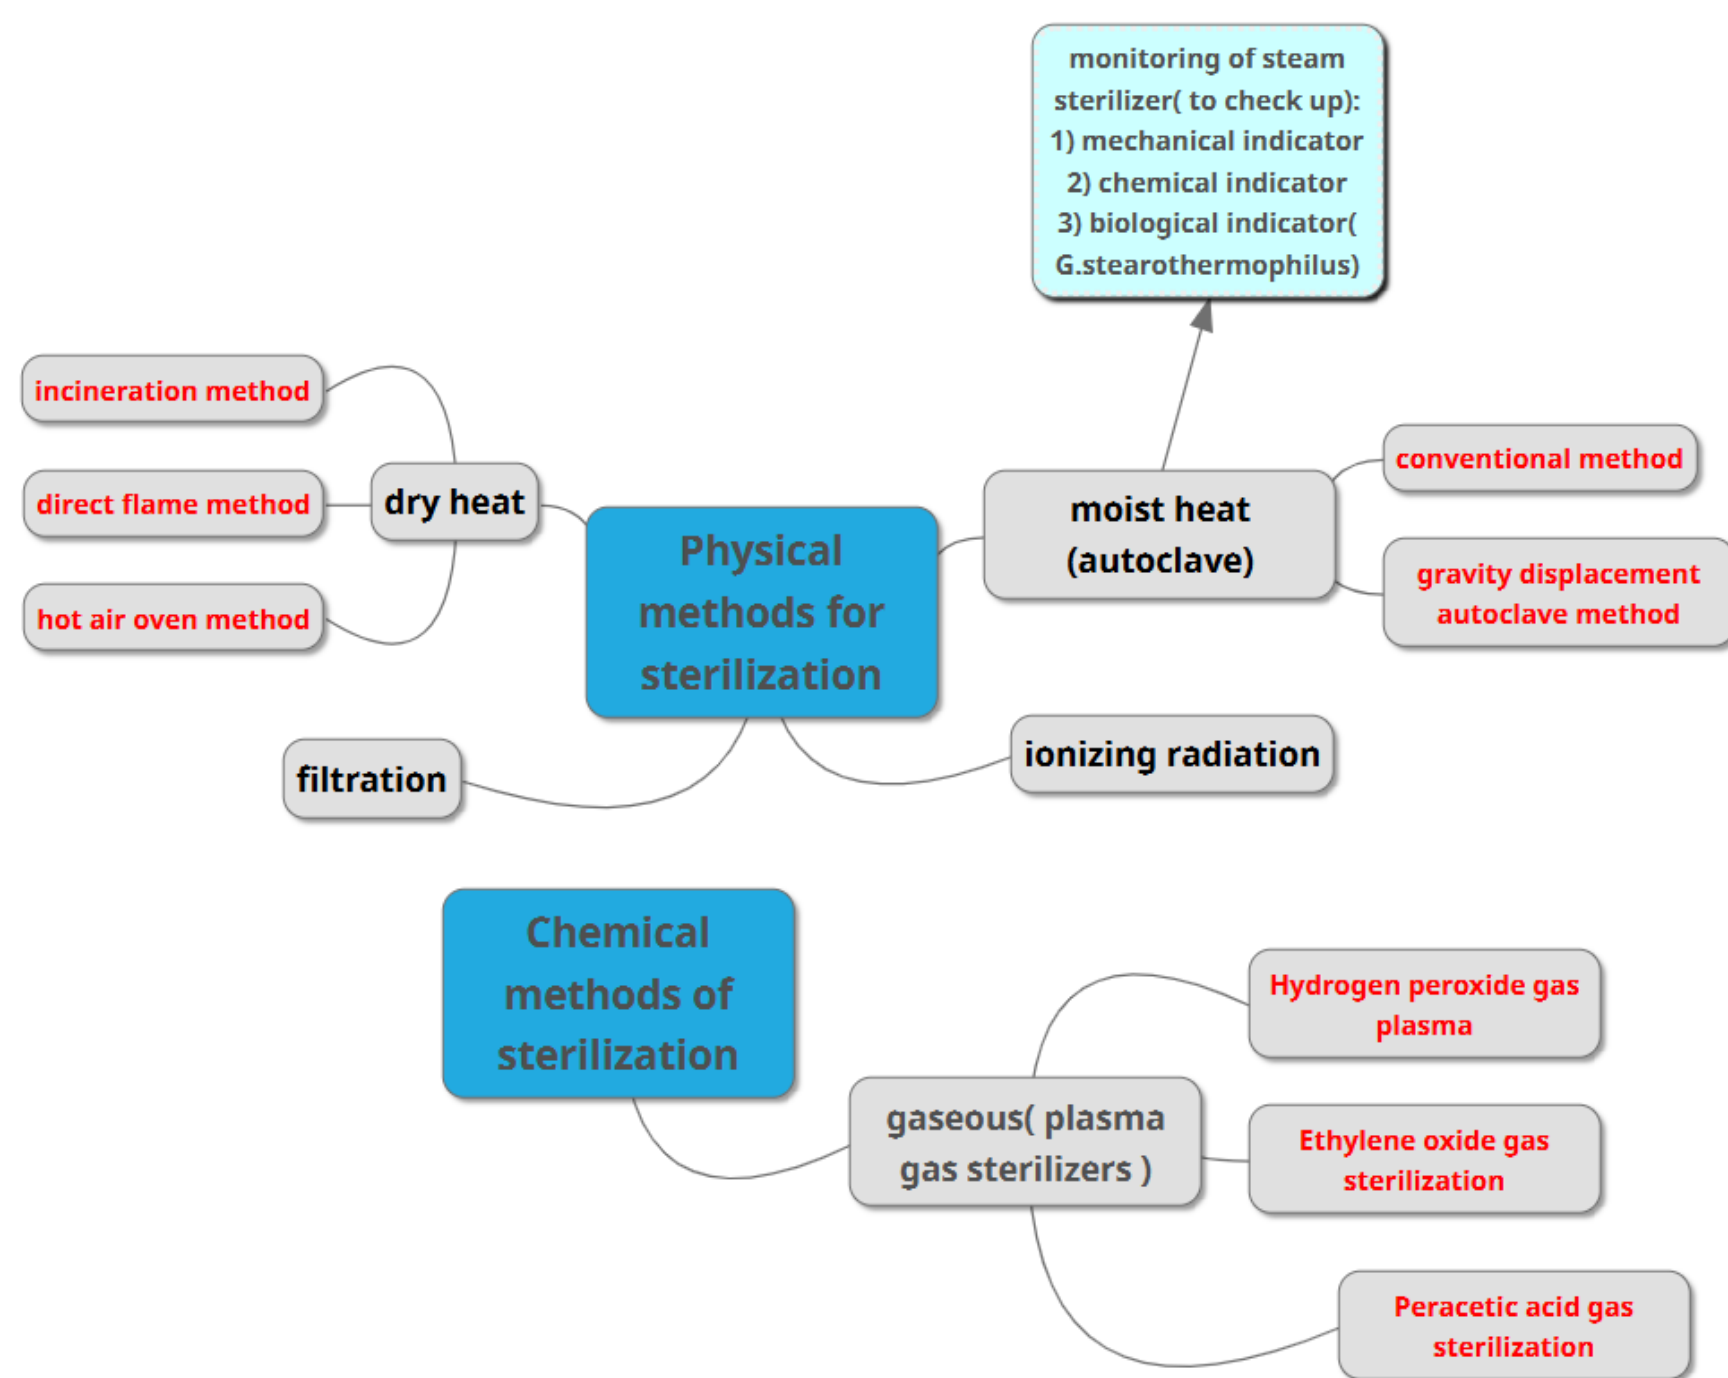 monitoring of steam
sterilizer( to check up):
1) mechanical indicator
2) chemical indicator
3) biological indicator(
G.stearothermophilus)
incineration method
direct flame method
hot air oven method
dry heat
Physical
methods for
sterilization
moist heat
(autoclave)
conventional method
gravity displacement
autoclave method
filtration
ionizing radiation
Chemical
methods of
sterilization
gaseous( plasma
gas sterilizers )
Hydrogen peroxide gas
plasma
Ethylene oxide gas
sterilization
Peracetic acid gas
sterilization